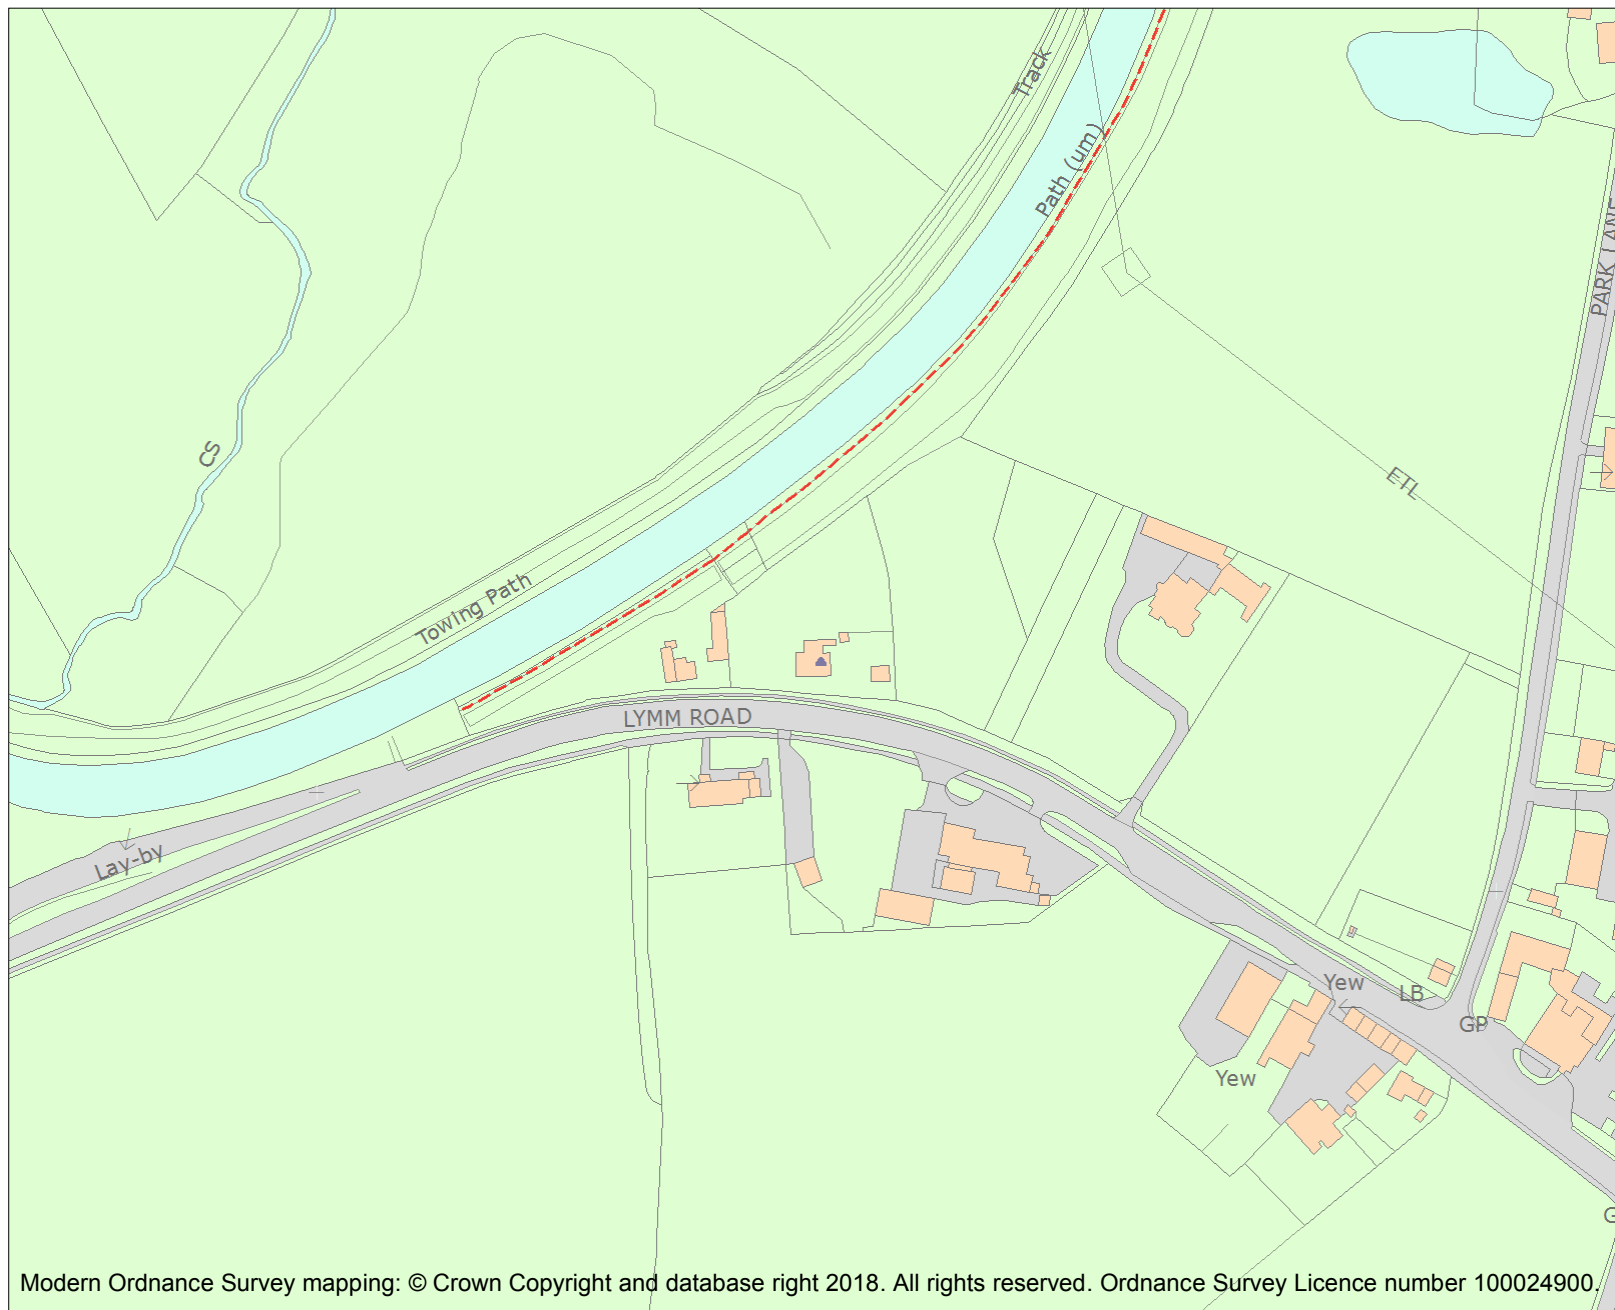 Track
Path (um)
PARK LANE
CS
ETL
Towing Path
LYMM ROAD
Lay-by
Yew
LB
GP
Yew
G
Modern Ordnance Survey mapping: © Crown Copyright and database right 2018. All rights reserved. Ordnance Survey Licence number 100024900.